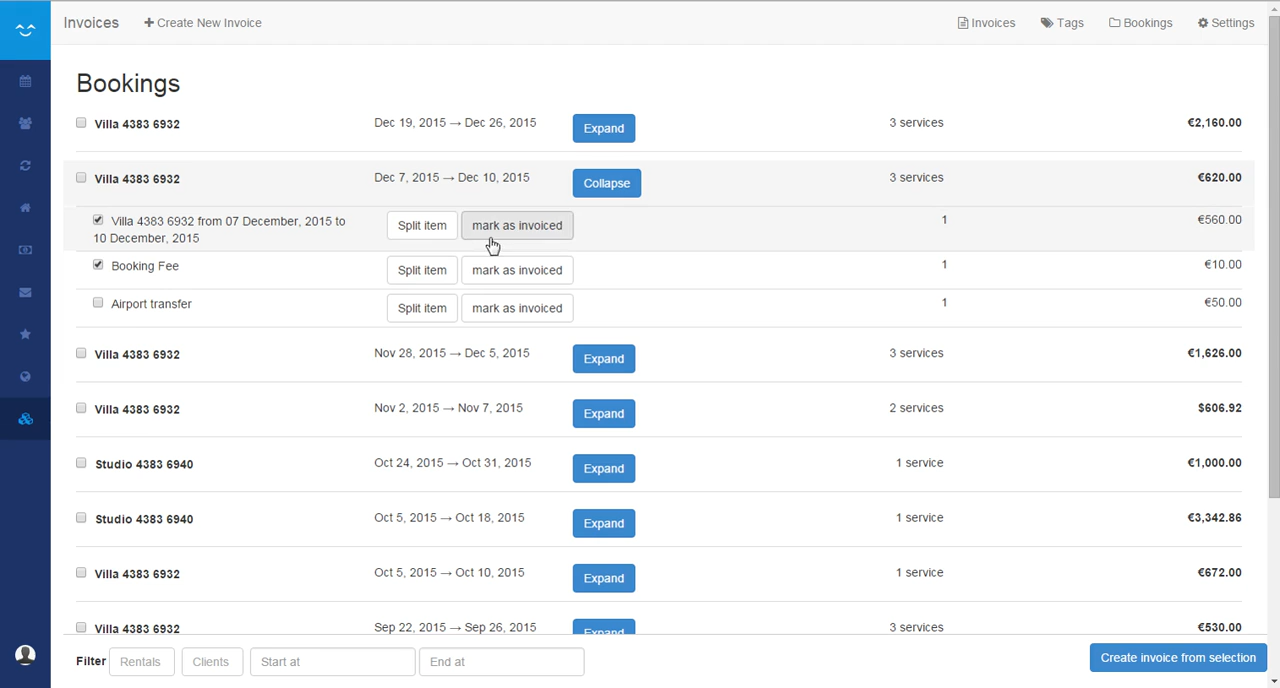 Invoices + Create New Invoice Invoices Tags Bookings Settings
Bookings
Villa 4383 6932 Dec 19, 2015 → Dec 26, 2015 Expand 3 services €2,160.00
Villa 4383 6932 Dec 7, 2015 → Dec 10, 2015 Collapse 3 services €620.00
Villa 4383 6932 from 07 December, 2015 to Split item mark as invoiced 1 €560.00
10 December, 2015
Booking Fee Split item mark as invoiced 1 €10.00
Airport transfer Split item mark as invoiced 1 €50.00
Villa 4383 6932 Nov 28, 2015 → Dec 5, 2015 Expand 3 services €1,626.00
Villa 4383 6932 Nov 2, 2015 → Nov 7, 2015 Expand 2 services $606.92
Studio 4383 6940 Oct 24, 2015 → Oct 31, 2015 Expand 1 service €1,000.00
Studio 4383 6940 Oct 5, 2015 → Oct 18, 2015 Expand 1 service €3,342.86
Villa 4383 6932 Oct 5, 2015 → Oct 10, 2015 Expand 1 service €672.00
Villa 4383 6932 Sep 22, 2015 → Sep 26, 2015 Expand 3 services €530.00
Filter Rentals Clients Start at End at Create invoice from selection